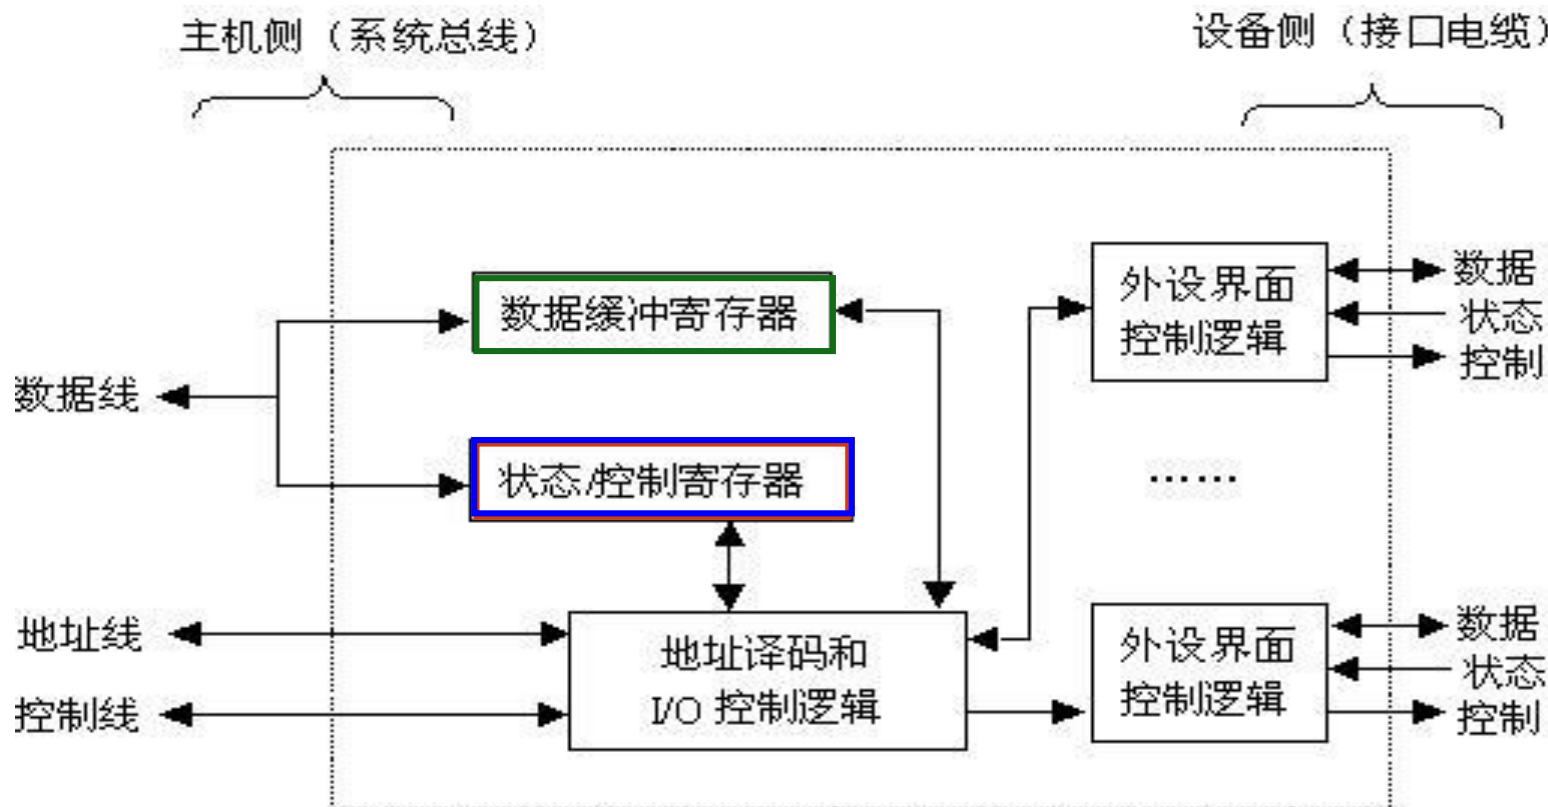 主机侧（系统总线）
设备侧（接口电缆）
数据缓冲寄存器
外设界面
控制逻辑
数据
状态
控制
数据线
状态/控制寄存器
……
地址线
控制线
地址译码和
I/O 控制逻辑
外设界面
控制逻辑
数据
状态
控制